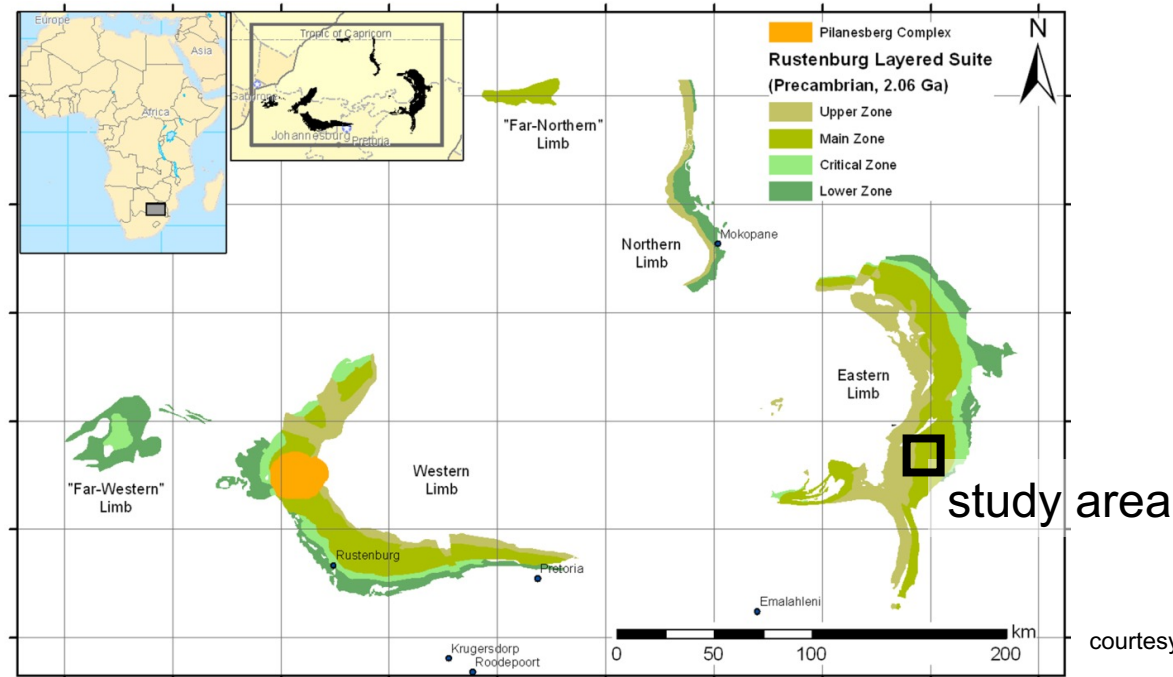 Europe
Asia
Africa
Tropic of Capricorn
Gaborone
Johannesburg
Pretoria
N
Pilanesberg Complex
Rustenburg Layered Suite
(Precambrian, 2.06 Ga)
Upper Zone
Main Zone
Critical Zone
Lower Zone
"Far-Northern"
Limb
Northern
Limb
Mokopane
Eastern
Limb
Western
Limb
"Far-Western"
Limb
study area
Rustenburg
Pretoria
Emalahleni
Krugersdorp
Roodepoort
km
0 50 100 200
courtesy